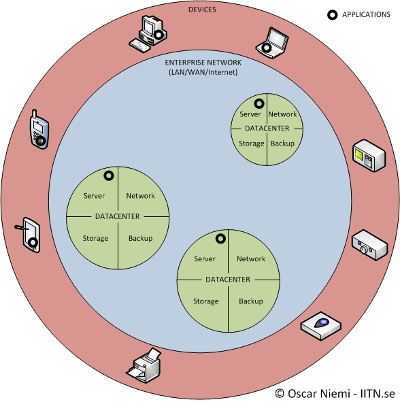 DEVICES
APPLICATIONS
ENTERPRISE NETWORK
(LAN/WAN/Internet)
Server Network
DATACENTER
Storage Backup
Server Network
DATACENTER
Storage Backup
Server Network
DATACENTER
Storage Backup
© Oscar Niemi - IITN.se